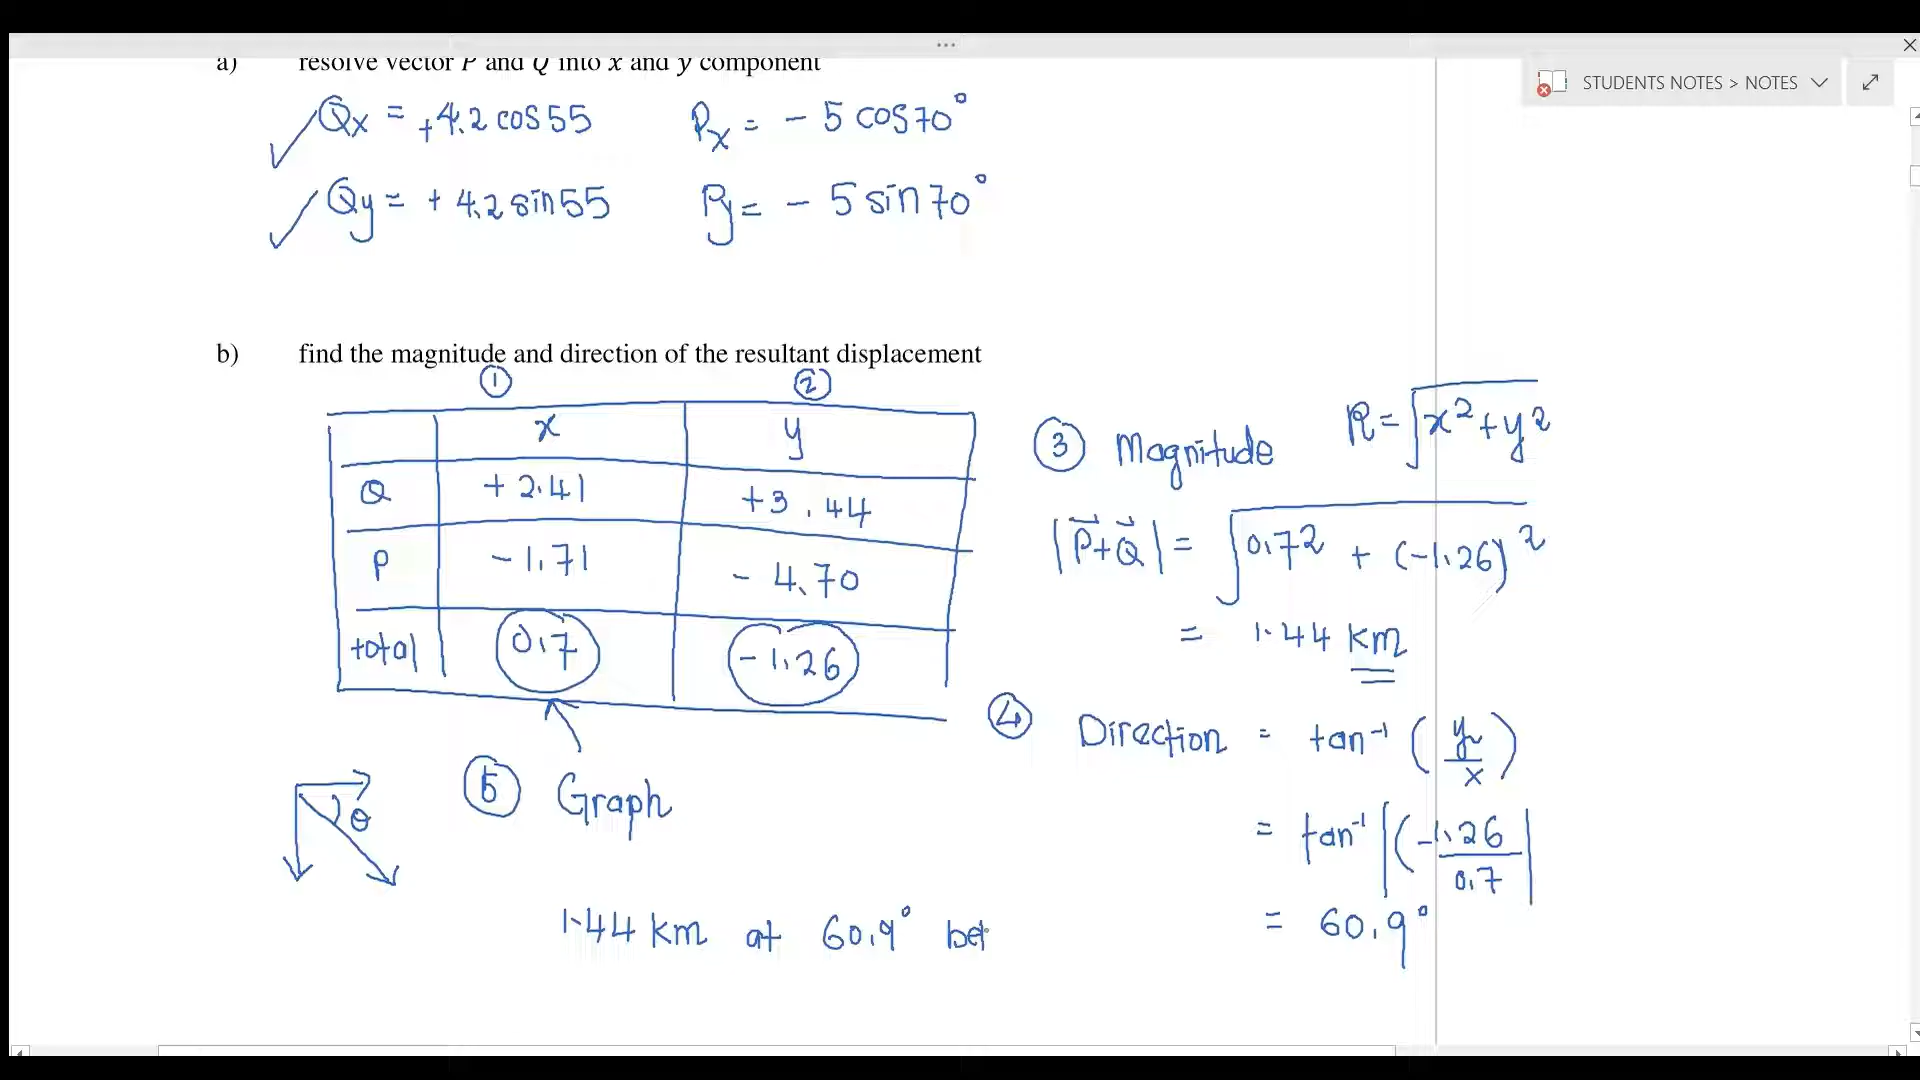 STUDENTS NOTES > NOTES
a) resolve vector P and Q into x and y component
Qx = +4.2 cos 55 Px = - 5 cos 70°
Qy = + 4.2 sin 55 Py = - 5 sin 70°
b) find the magnitude and direction of the resultant displacement
① ②
x y
Q + 2.41 +3.44
P - 1.71 - 4.70
total 0.7 - 1.26
③ Magnitude R = √x² + y²
|P+Q| = √0.7² + (-1.26)²
= 1.44 km
④ Direction = tan⁻¹ (y/x)
= tan⁻¹ |(-1.26/0.7|
= 60.9°
⑤ Graph
θ
1.44 km at 60.9° bel